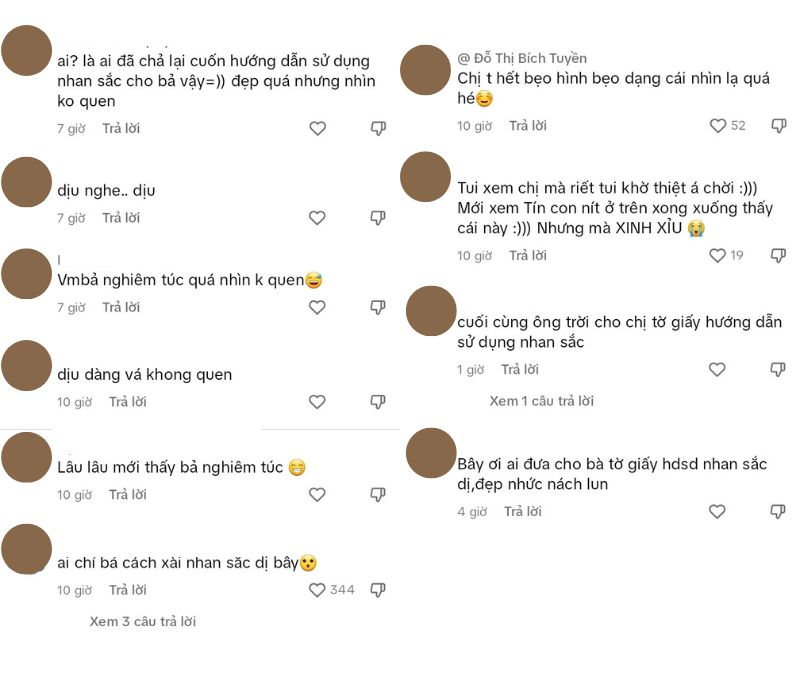 ai? là ai đã chả lại cuốn hướng dẫn sử dụng
nhan sắc cho bả vậy=)) đẹp quá nhưng nhìn
ko quen
7 giờ Trả lời
dịu nghe.. dịu
7 giờ Trả lời
Vmbả nghiêm túc quá nhìn k quen😅
7 giờ Trả lời
dịu dàng vá khong quen
10 giờ Trả lời
Lâu lâu mới thấy bả nghiêm túc 😁
10 giờ Trả lời
ai chí bá cách xài nhan săc dị bây😯
10 giờ Trả lời 344
Xem 3 câu trả lời
@ Đỗ Thị Bích Tuyền
Chị t hết bẹo hình bẹo dạng cái nhìn lạ quá
hé☺️
10 giờ Trả lời 52
Tui xem chị mà riết tui khờ thiệt á chời :)))
Mới xem Tín con nít ở trên xong xuống thấy
cái này :))) Nhưng mà XINH XỈU 😭
10 giờ Trả lời 19
cuối cùng ông trời cho chị tờ giấy hướng dẫn
sử dụng nhan sắc
1 giờ Trả lời
Xem 1 câu trả lời
Bây ơi ai đưa cho bà tờ giấy hdsd nhan sắc
dị,đẹp nhức nách lun
4 giờ Trả lời